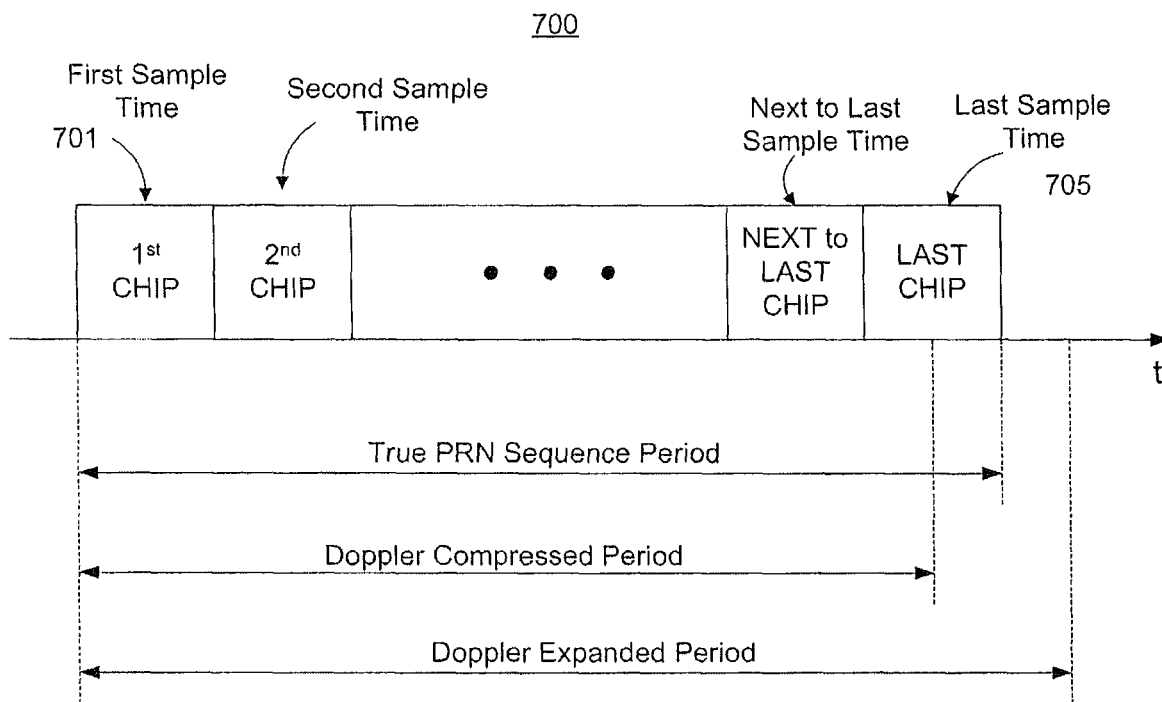 700
First Sample
Time
701
Second Sample
Time
Next to Last
Sample Time
Last Sample
Time
705
1st
CHIP
2nd
CHIP
NEXT to
LAST
CHIP
LAST
CHIP
t
True PRN Sequence Period
Doppler Compressed Period
Doppler Expanded Period